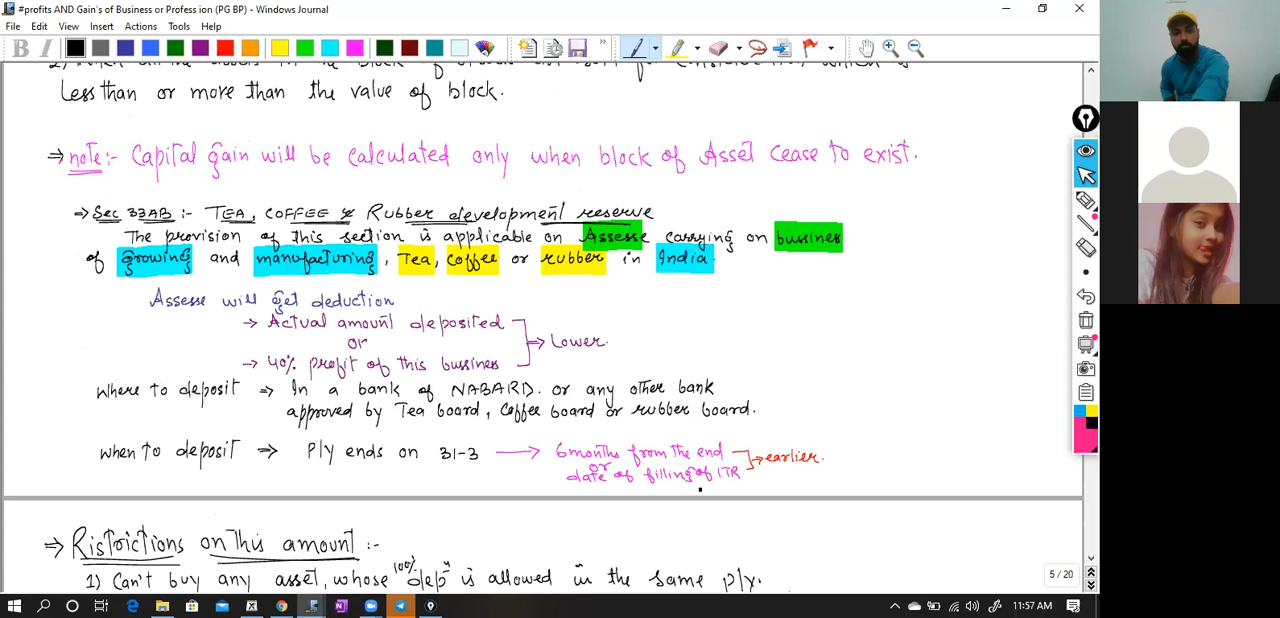 #profits AND Gain's of Business or Profess ion (PG BP) - Windows Journal
File Edit View Insert Actions Tools Help
B I
Less than or more than the value of block.
⇒ note:- Capital gain will be calculated only when block of Asset cease to exist.
⇒ Sec 33AB :- TEA, COFFEE & Rubber development reserve
The provision of this section is applicable on Assesse carrying on bussines
of growing and manufacturing, Tea, coffee or rubber in India.
Assesse will get deduction
→ Actual amount deposited
or
→ Lower
→ 40% profit of this bussines
Where to deposit ⇒ In a bank of NABARD. or any other bank
approved by Tea board, Coffee board or rubber board.
When to deposit ⇒ P/y ends on 31-3 → 6 months from the end
or
→ earlier.
date of filling of ITR
⇒ Ristrictions on this amount :-
1) Can't buy any asset, whose 100% depⁿ is allowed in the same p/y.
5 / 20
11:57 AM